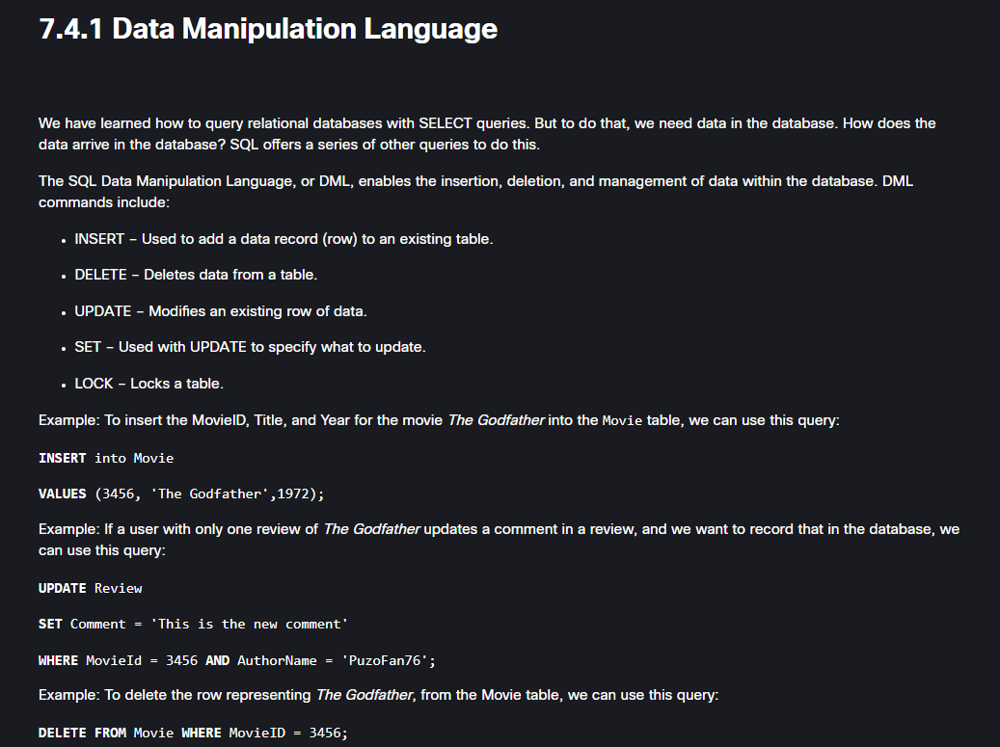 7.4.1 Data Manipulation Language
We have learned how to query relational databases with SELECT queries. But to do that, we need data in the database. How does the
data arrive in the database? SQL offers a series of other queries to do this.
The SQL Data Manipulation Language, or DML, enables the insertion, deletion, and management of data within the database. DML
commands include:
• INSERT – Used to add a data record (row) to an existing table.
• DELETE – Deletes data from a table.
• UPDATE – Modifies an existing row of data.
• SET – Used with UPDATE to specify what to update.
• LOCK – Locks a table.
Example: To insert the MovieID, Title, and Year for the movie The Godfather into the Movie table, we can use this query:
INSERT into Movie
VALUES (3456, 'The Godfather',1972);
Example: If a user with only one review of The Godfather updates a comment in a review, and we want to record that in the database, we
can use this query:
UPDATE Review
SET Comment = 'This is the new comment'
WHERE MovieId = 3456 AND AuthorName = 'PuzoFan76';
Example: To delete the row representing The Godfather, from the Movie table, we can use this query:
DELETE FROM Movie WHERE MovieID = 3456;